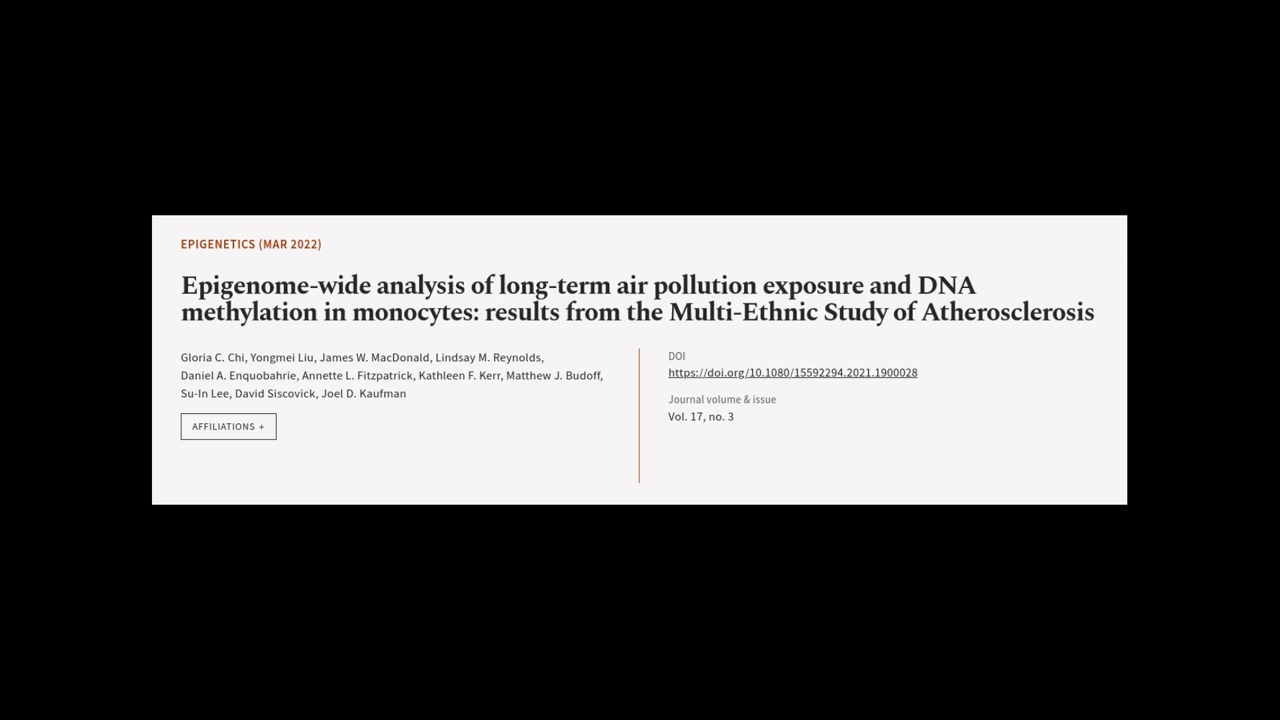 EPIGENETICS (MAR 2022)
Epigenome-wide analysis of long-term air pollution exposure and DNA
methylation in monocytes: results from the Multi-Ethnic Study of Atherosclerosis
Gloria C. Chi, Yongmei Liu, James W. MacDonald, Lindsay M. Reynolds,
Daniel A. Enquobahrie, Annette L. Fitzpatrick, Kathleen F. Kerr, Matthew J. Budoff,
Su-In Lee, David Siscovick, Joel D. Kaufman
AFFILIATIONS +
DOI
https://doi.org/10.1080/15592294.2021.1900028
Journal volume & issue
Vol. 17, no. 3